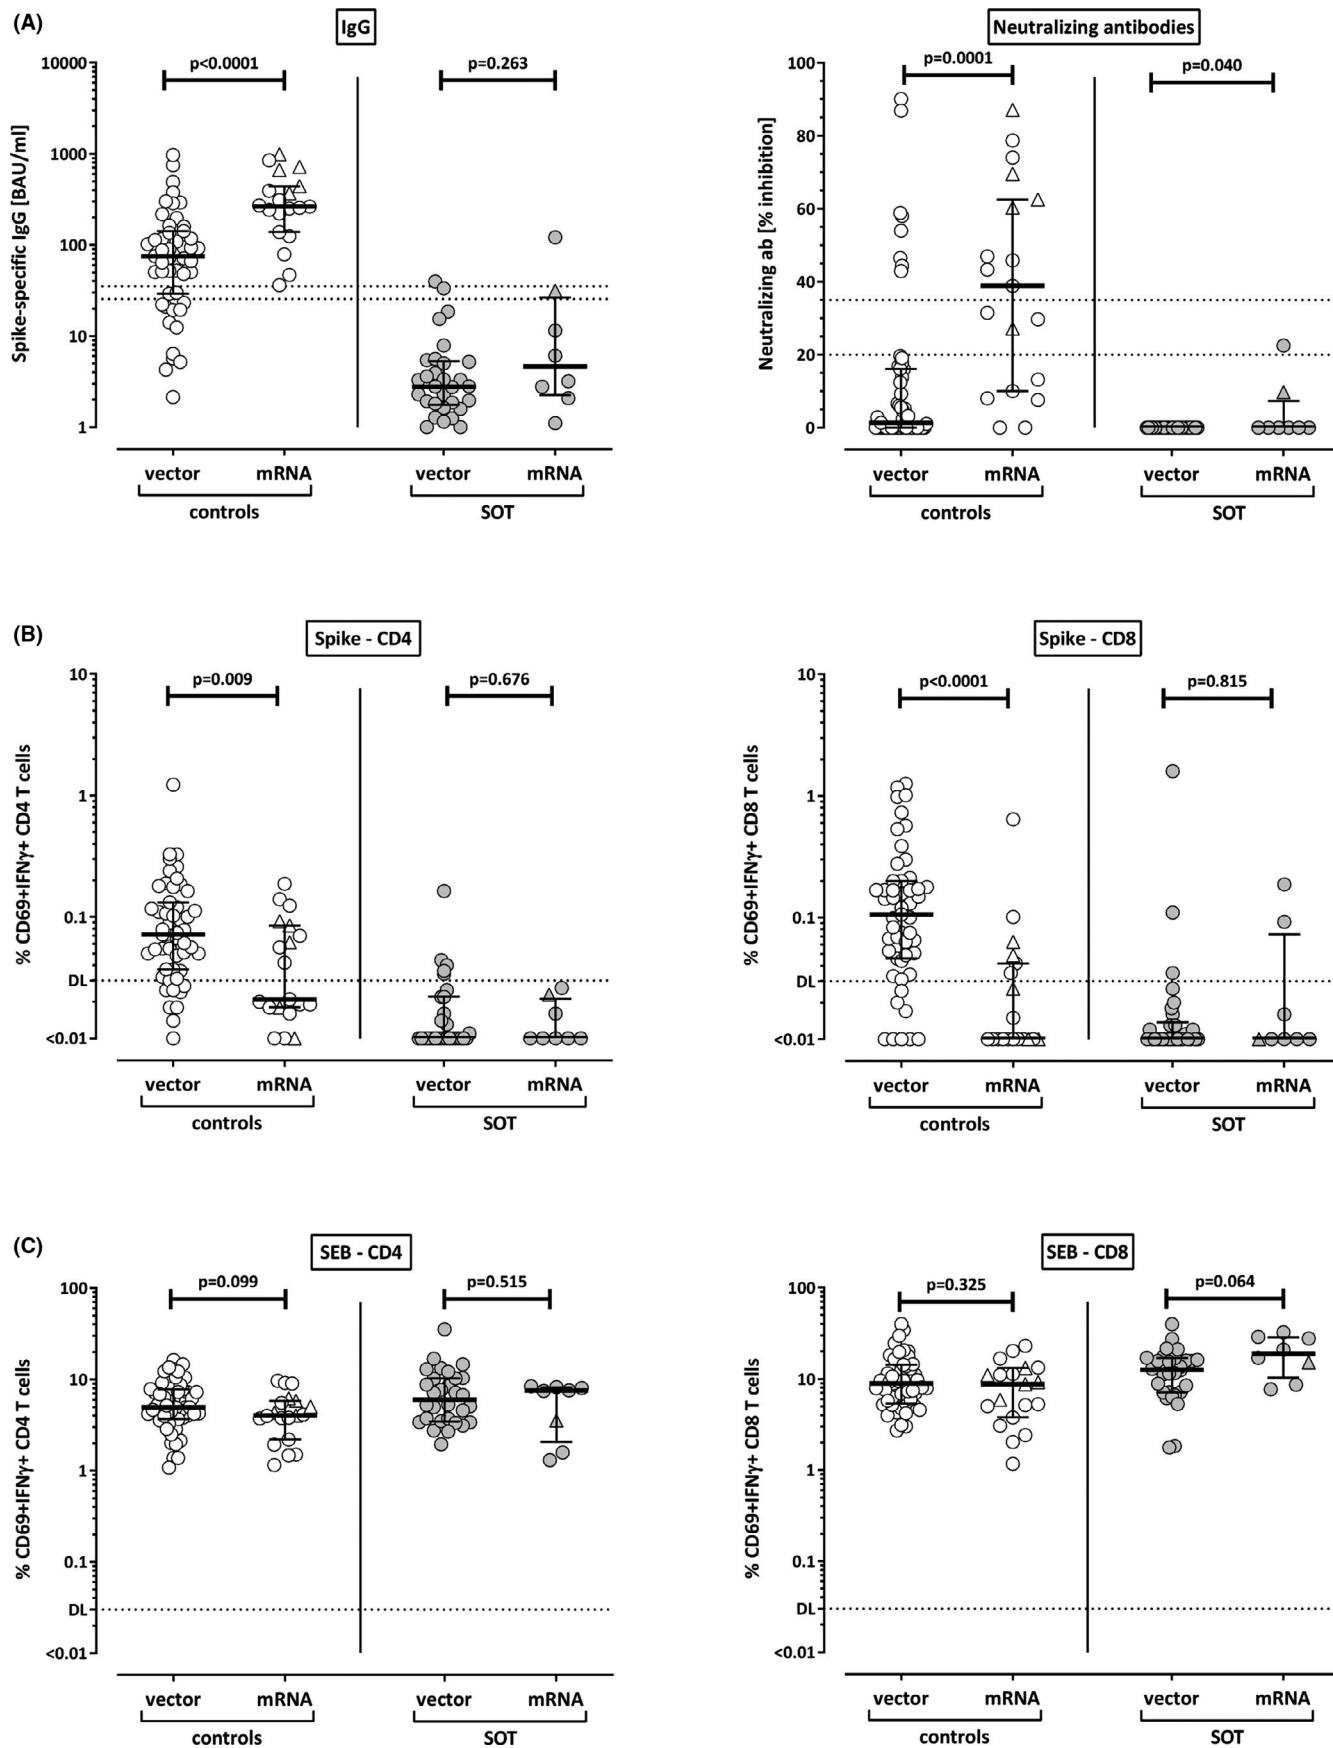 (A)
IgG
Neutralizing antibodies
p<0.0001
p=0.263
p=0.0001
p=0.040
Spike-specific IgG [BAU/ml]
10000
1000
100
10
1
Neutralizing ab [% inhibition]
100
80
60
40
20
0
vector mRNA vector mRNA
controls SOT
vector mRNA vector mRNA
controls SOT
(B)
Spike - CD4
Spike - CD8
p=0.009
p=0.676
p<0.0001
p=0.815
% CD69+IFNγ+ CD4 T cells
10
1
0.1
DL
<0.01
% CD69+IFNγ+ CD8 T cells
10
1
0.1
DL
<0.01
vector mRNA vector mRNA
controls SOT
vector mRNA vector mRNA
controls SOT
(C)
SEB - CD4
SEB - CD8
p=0.099
p=0.515
p=0.325
p=0.064
% CD69+IFNγ+ CD4 T cells
100
10
1
0.1
DL
<0.01
% CD69+IFNγ+ CD8 T cells
100
10
1
0.1
DL
<0.01
vector mRNA vector mRNA
controls SOT
vector mRNA vector mRNA
controls SOT